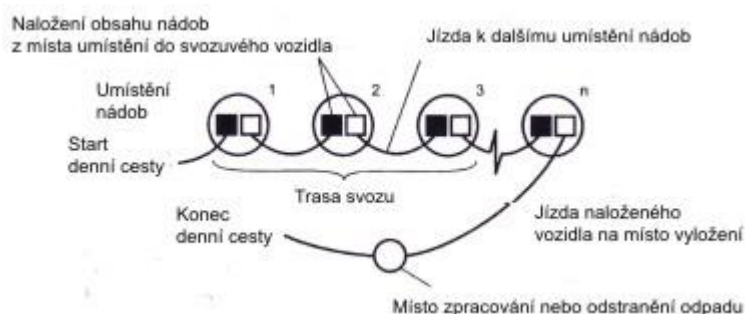 Naložení obsahu nádob
z místa umístění do svozuvého vozidla
Jízda k dalšímu umístění nádob
Umístění
nádob
1
2
3
n
Start
denní cesty
Trasa svozu
Konec
denní cesty
Jízda naloženého
vozidla na místo vyložení
Místo zpracování nebo odstranění odpadu